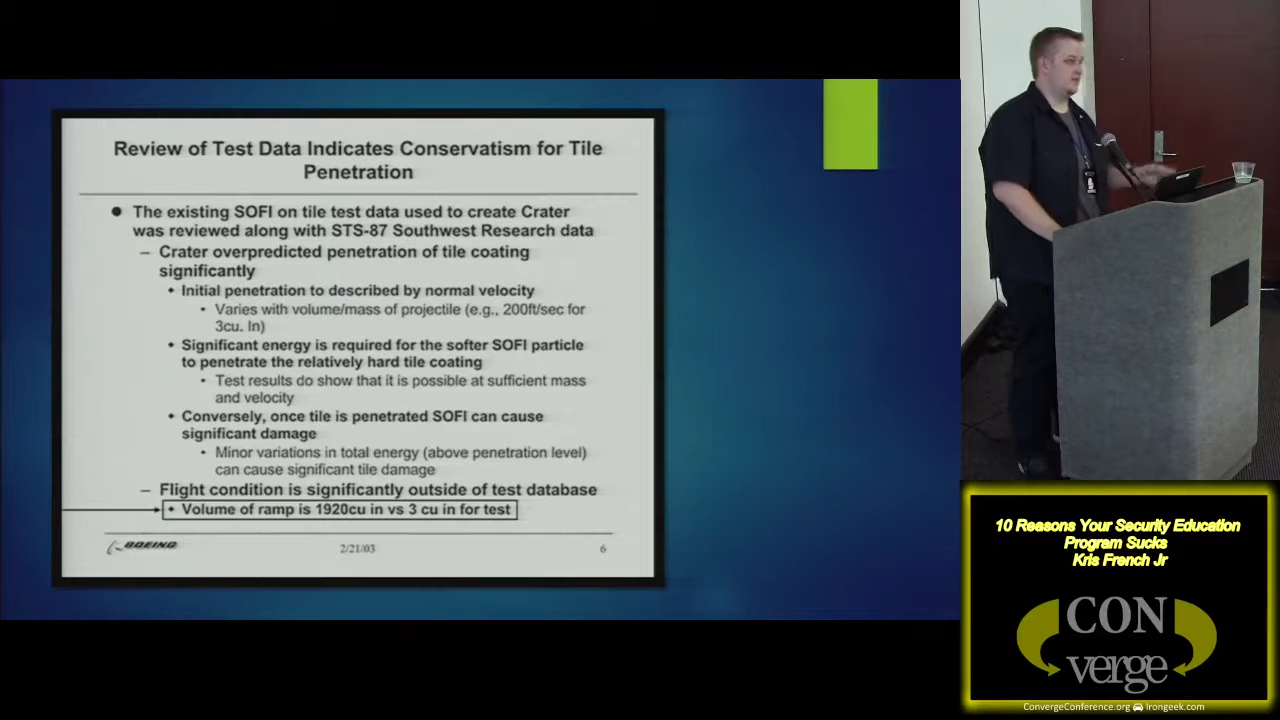 Review of Test Data Indicates Conservatism for Tile
Penetration
● The existing SOFI on tile test data used to create Crater
was reviewed along with STS-87 Southwest Research data
– Crater overpredicted penetration of tile coating
significantly
• Initial penetration to described by normal velocity
• Varies with volume/mass of projectile (e.g., 200ft/sec for
3cu. In)
• Significant energy is required for the softer SOFI particle
to penetrate the relatively hard tile coating
• Test results do show that it is possible at sufficient mass
and velocity
• Conversely, once tile is penetrated SOFI can cause
significant damage
• Minor variations in total energy (above penetration level)
can cause significant tile damage
– Flight condition is significantly outside of test database
• Volume of ramp is 1920cu in vs 3 cu in for test
BOEING
2/21/03
6
10 Reasons Your Security Education
Program Sucks
Kris French Jr
CON
verge
ConvergeConference.org Irongeek.com